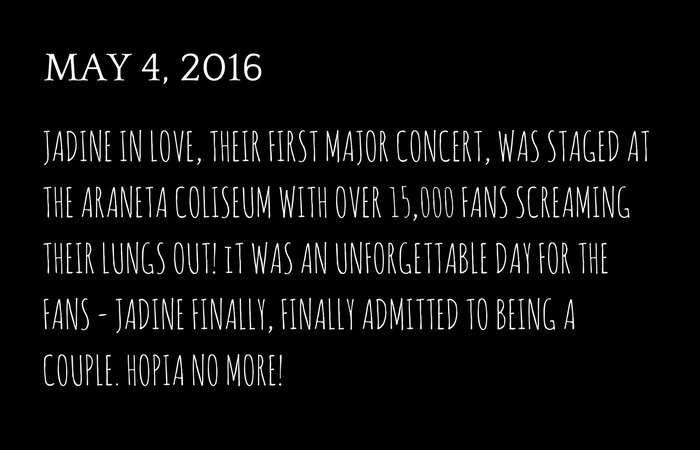 MAY 4, 2016
JADINE IN LOVE, THEIR FIRST MAJOR CONCERT, WAS STAGED AT
THE ARANETA COLISEUM WITH OVER 15,000 FANS SCREAMING
THEIR LUNGS OUT! IT WAS AN UNFORGETTABLE DAY FOR THE
FANS - JADINE FINALLY, FINALLY ADMITTED TO BEING A
COUPLE. HOPIA NO MORE!